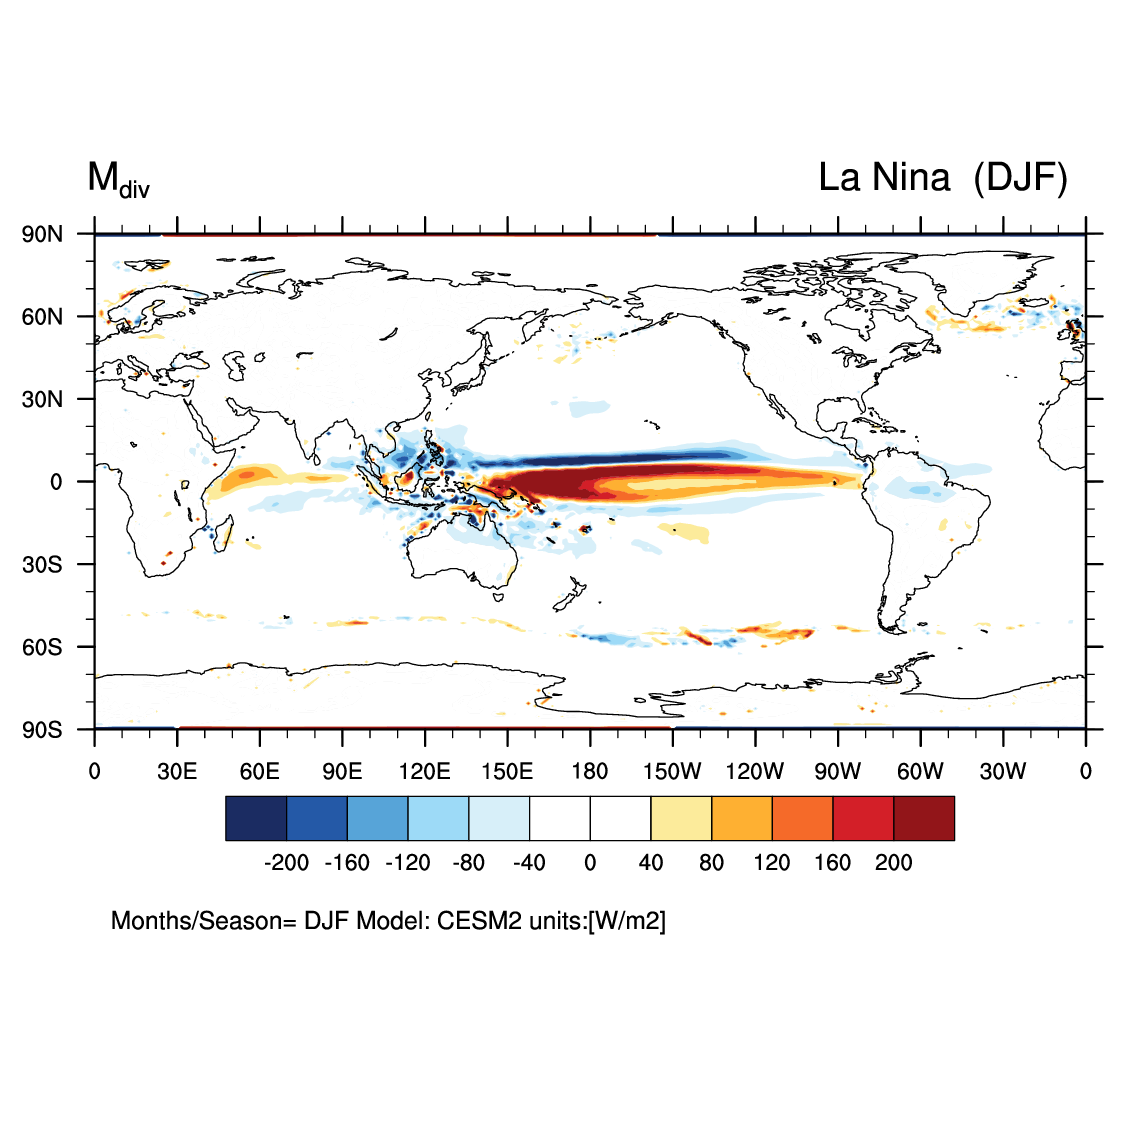 Mdiv La Nina (DJF)
90N
60N
30N
0
30S
60S
90S
0 30E 60E 90E 120E 150E 180 150W 120W 90W 60W 30W 0
-200 -160 -120 -80 -40 0 40 80 120 160 200
Months/Season= DJF Model: CESM2 units:[W/m2]